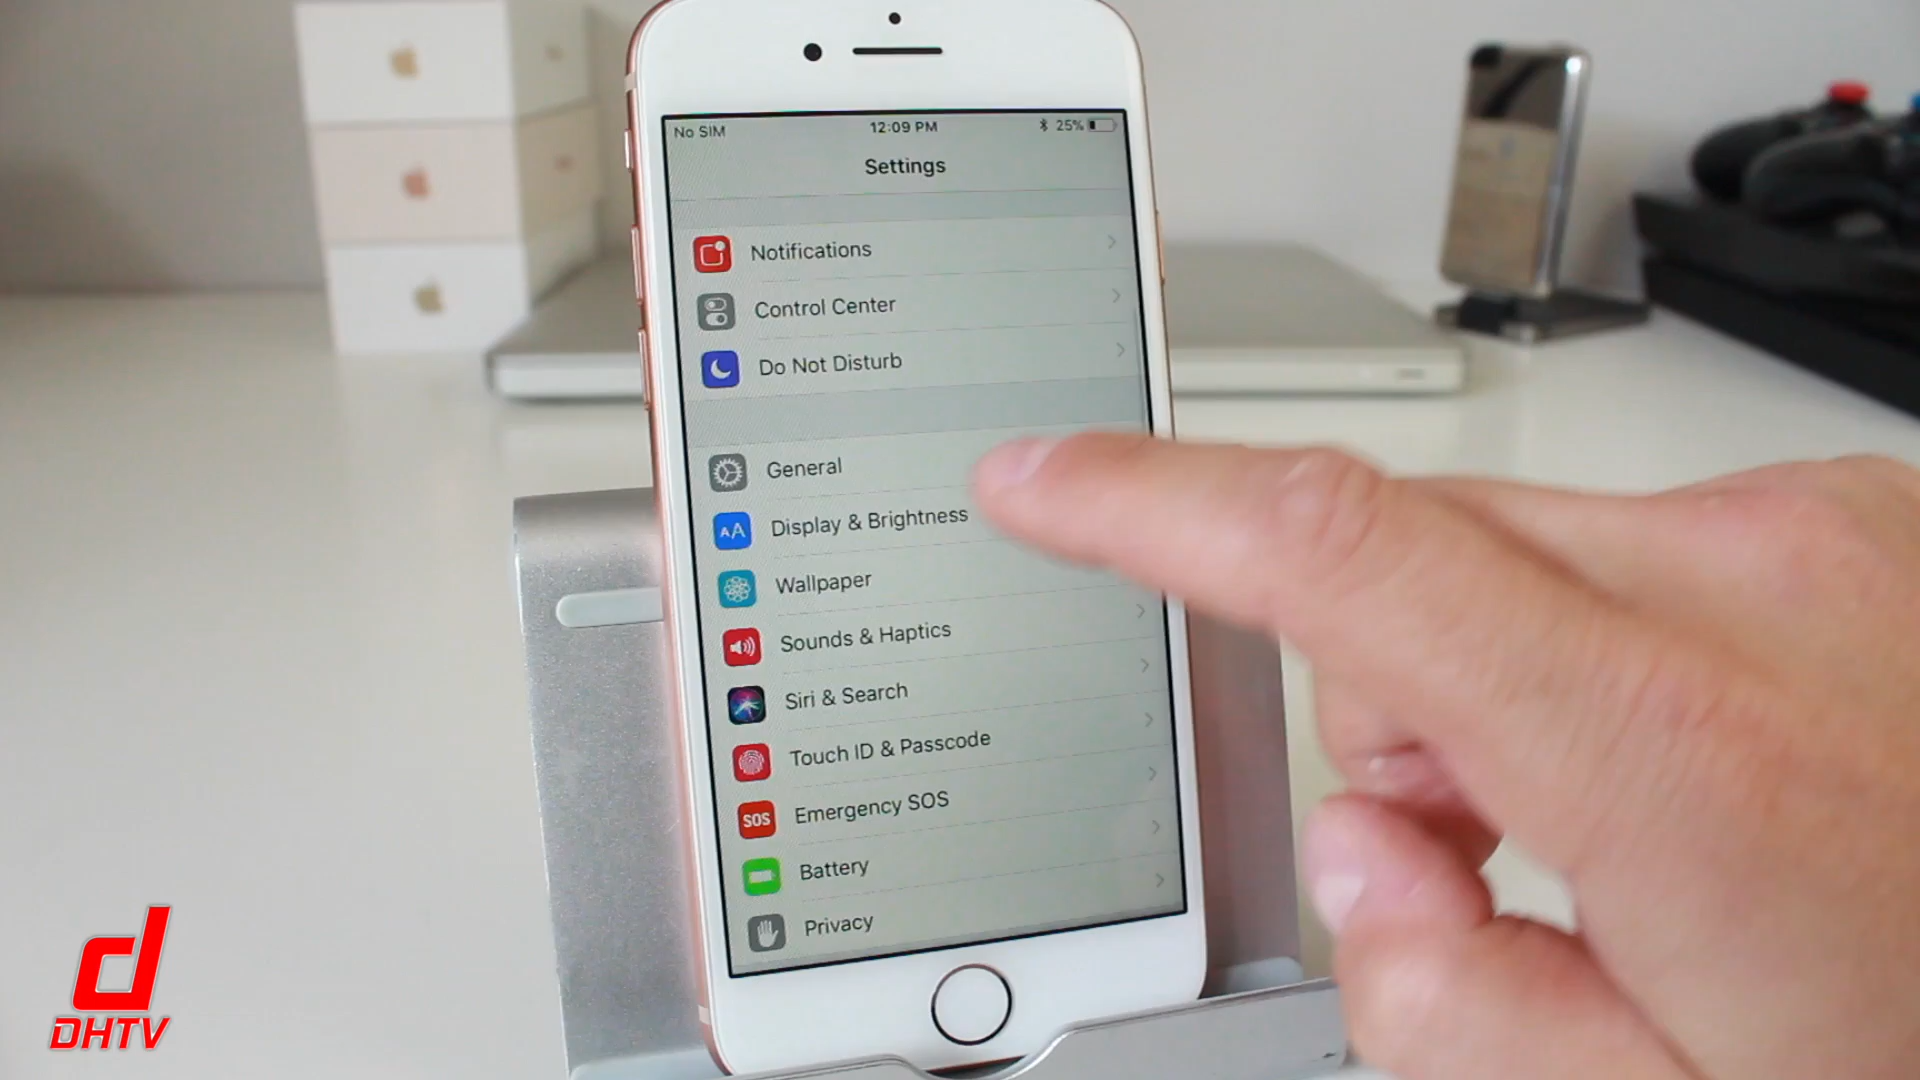 No SIM 12:09 PM 25%
Settings
Notifications
Control Center
Do Not Disturb
General
AA Display & Brightness
Wallpaper
Sounds & Haptics
Siri & Search
Touch ID & Passcode
SOS Emergency SOS
Battery
Privacy
d
DHTV